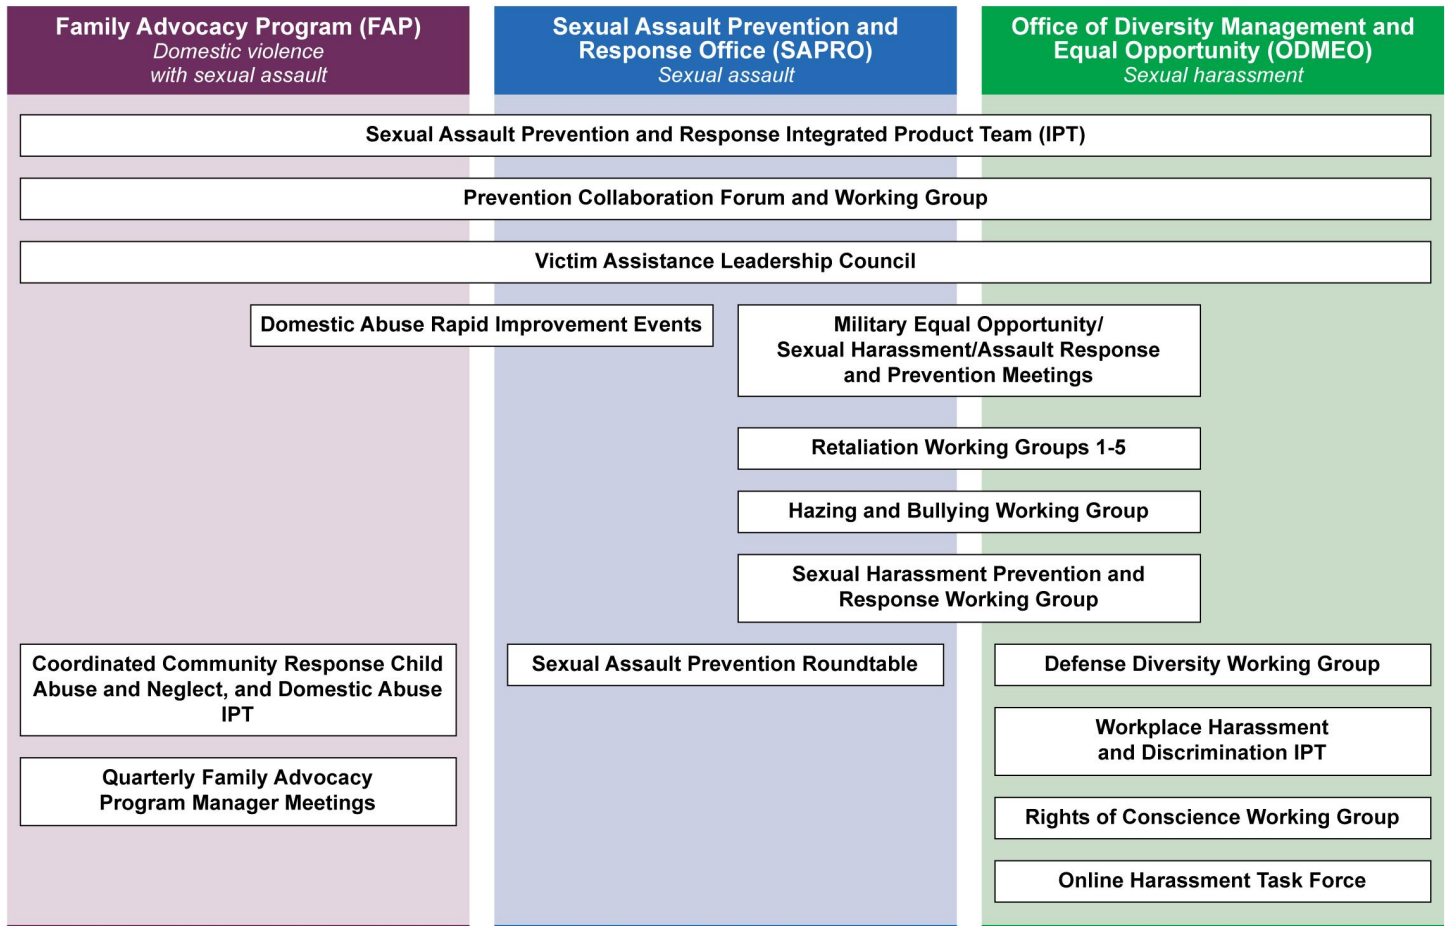 Family Advocacy Program (FAP)
Domestic violence
with sexual assault
Sexual Assault Prevention and
Response Office (SAPRO)
Sexual assault
Office of Diversity Management and
Equal Opportunity (ODMEO)
Sexual harassment
Sexual Assault Prevention and Response Integrated Product Team (IPT)
Prevention Collaboration Forum and Working Group
Victim Assistance Leadership Council
Domestic Abuse Rapid Improvement Events
Military Equal Opportunity/
Sexual Harassment/Assault Response
and Prevention Meetings
Retaliation Working Groups 1-5
Hazing and Bullying Working Group
Sexual Harassment Prevention and
Response Working Group
Coordinated Community Response Child
Abuse and Neglect, and Domestic Abuse
IPT
Quarterly Family Advocacy
Program Manager Meetings
Sexual Assault Prevention Roundtable
Defense Diversity Working Group
Workplace Harassment
and Discrimination IPT
Rights of Conscience Working Group
Online Harassment Task Force